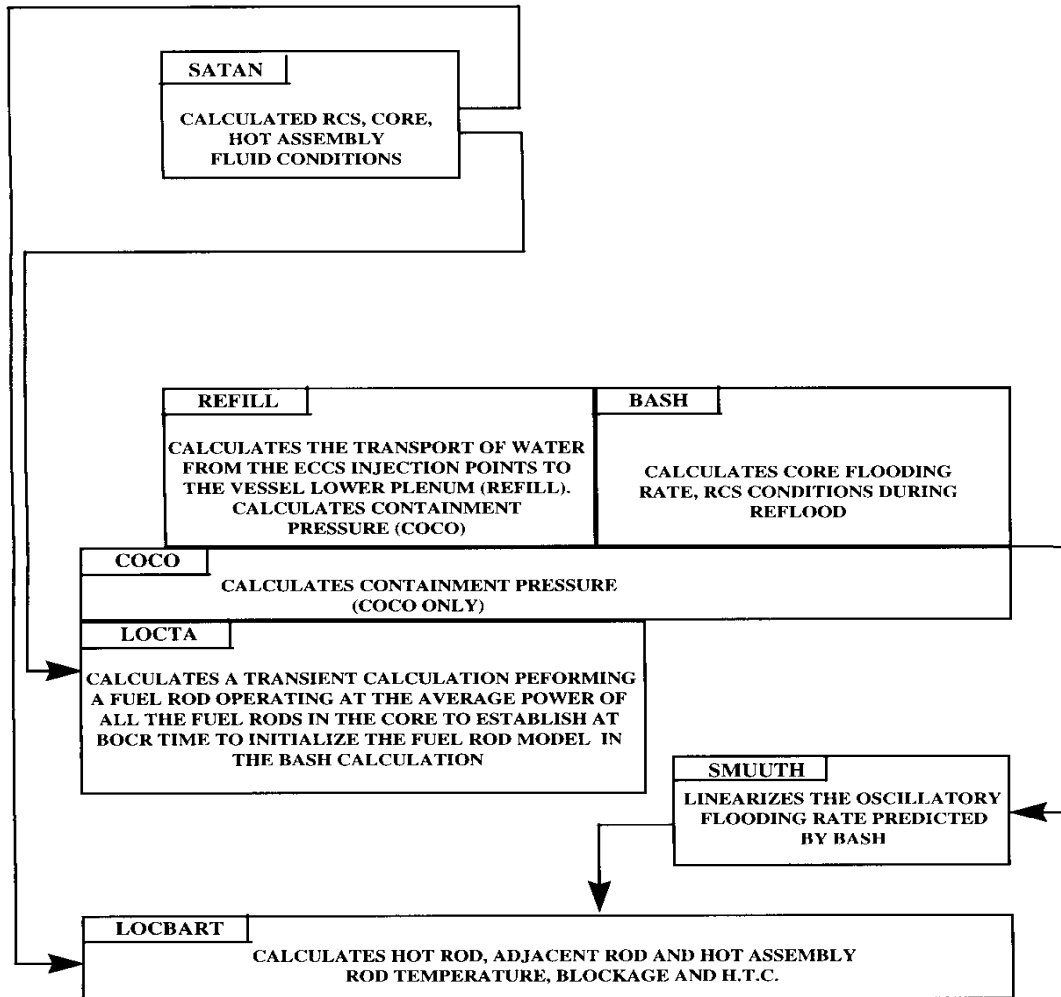 SATAN
CALCULATED RCS, CORE,
HOT ASSEMBLY
FLUID CONDITIONS
REFILL
CALCULATES THE TRANSPORT OF WATER
FROM THE ECCS INJECTION POINTS TO
THE VESSEL LOWER PLENUM (REFILL).
CALCULATES CONTAINMENT
PRESSURE (COCO)
BASH
CALCULATES CORE FLOODING
RATE, RCS CONDITIONS DURING
REFLOOD
COCO
CALCULATES CONTAINMENT PRESSURE
(COCO ONLY)
LOCTA
CALCULATES A TRANSIENT CALCULATION PEFORMING
A FUEL ROD OPERATING AT THE AVERAGE POWER OF
ALL THE FUEL RODS IN THE CORE TO ESTABLISH AT
BOCR TIME TO INITIALIZE THE FUEL ROD MODEL IN
THE BASH CALCULATION
SMUUTH
LINEARIZES THE OSCILLATORY
FLOODING RATE PREDICTED
BY BASH
LOCBART
CALCULATES HOT ROD, ADJACENT ROD AND HOT ASSEMBLY
ROD TEMPERATURE, BLOCKAGE AND H.T.C.